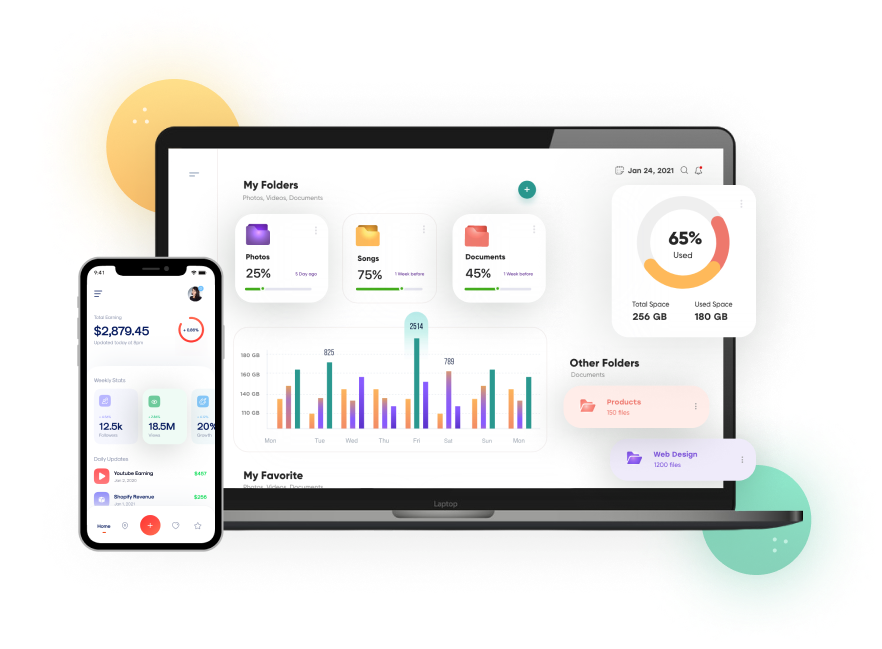 Jan 24, 2021
My Folders
Photos, Videos, Documents
+
Photos
25%
5 Day ago
Songs
75%
1 Week before
Documents
45%
1 Week before
65%
Used
Total Space
256 GB
Used Space
180 GB
2514
825
789
180 GB
160 GB
140 GB
110 GB
Mon
Tue
Wed
Thu
Fri
Sat
Sun
Mon
Other Folders
Documents
Products
150 files
Web Design
1200 files
My Favorite
Photos, Videos, Documents
Laptop
9:41
Total Earning
$2,879.45
Updated today at 8pm
Weekly Stats
12.5k
Followers
18.5M
Views
20%
Growth
Daily Updates
Youtube Earning
Jan 2, 2020
$457
Shopify Revenue
Jan 1, 2021
$256
Home
+